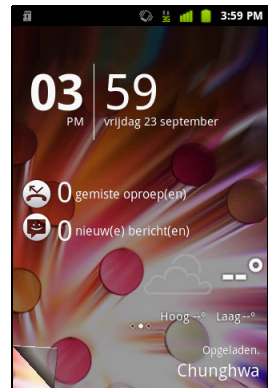 3G 3:59 PM
03 59
PM vrijdag 23 september
0 gemiste oproep(en)
0 nieuw(e) bericht(en)
--°
Hoog --° Laag --°
Opgeladen.
Chunghwa